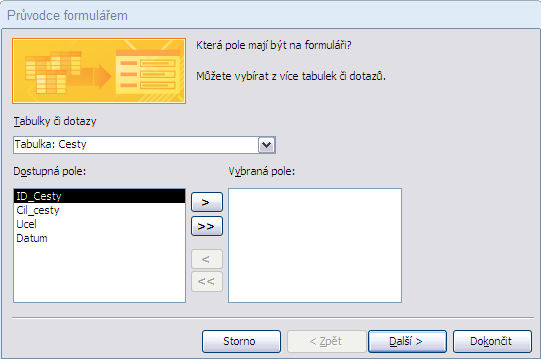 Průvodce formulářem
Která pole mají být na formuláři?
Můžete vybírat z více tabulek či dotazů.
Tabulky či dotazy
Tabulka: Cesty
Dostupná pole:
Vybraná pole:
ID_Cesty
Cil_cesty
Ucel
Datum
>
>>
<
<<
Storno
< Zpět
Další >
Dokončit